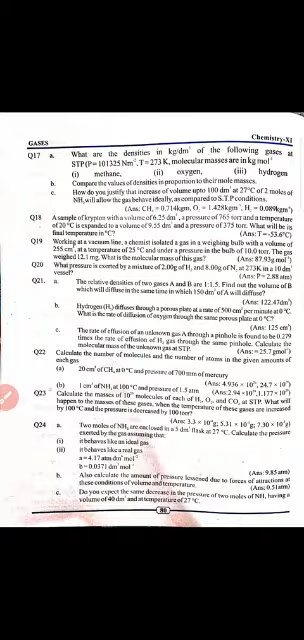 GASES
Chemistry-XI
Q17 a. What are the densities in kg/dm³ of the following gases at
STP (P= 101325 Nm⁻², T = 273 K, molecular masses are in kg mol⁻¹
(i) methane, (ii) oxygen, (iii) hydrogen
b. Compare the values of densities in proportion to their mole masses.
c. How do you justify that increase of volume upto 100 dm³ at 27°C of 2 moles of
NH₃ will allow the gas behave ideally, as compared to S.T.P conditions.
(Ans: CH₄ = 0.714kgm⁻³, O₂ = 1.428kgm⁻³, H₂ = 0.089kgm⁻³)
Q18 A sample of krypton with a volume of 6.25 dm³, a pressure of 765 torr and a temperature
of 20 °C is expanded to a volume of 9.55 dm³ and a pressure of 375 torr. What will be its
final temperature in °C? (Ans: T= -53.6°C)
Q19 Working at a vacuum line, a chemist isolated a gas in a weighing bulb with a volume of
255 cm³, at a temperature of 25 °C and under a pressure in the bulb of 10.0 torr. The gas
weighed 12.1 mg. What is the molecular mass of this gas? (Ans: 87.93g mol⁻¹)
Q20 What pressure is exerted by a mixture of 2.00g of H₂ and 8.00g of N₂ at 273K in a 10 dm³
vessel? (Ans: P = 2.88 atm)
Q21. a. The relative densities of two gases A and B are 1:1.5. Find out the volume of B
which will diffuse in the same time in which 150 dm³ of A will diffuse?
(Ans: 122.47dm³)
b. Hydrogen (H₂) diffuses through a porous plate at a rate of 500 cm³ per minute at 0 °C.
What is the rate of diffusion of oxygen through the same porous plate at 0 °C?
(Ans: 125 cm³)
c. The rate of effusion of an unknown gas A through a pinhole is found to be 0.279
times the rate of effusion of H₂ gas through the same pinhole. Calculate the
molecular mass of the unknown gas at STP. (Ans: = 25.7 gmol⁻¹)
Q22 Calculate the number of molecules and the number of atoms in the given amounts of
each gas
(a) 20 cm³ of CH₄ at 0 °C and pressure of 700 mm of mercury
(Ans: 4.936 × 10²⁰, 24.7 × 10²⁰)
(b) 1 cm³ of NH₃ at 100 °C and pressure of 1.5 atm (Ans: 2.94 ×10¹⁹, 1.177 × 10²⁰)
Q23 Calculate the masses of 10²⁰ molecules of each of H₂, O₂, and CO₂ at STP. What will
happen to the masses of these gases, when the temperature of these gases are increased
by 100 °C and the pressure is decreased by 100 torr?
(Ans: 3.3 × 10⁻⁴g; 5.31 × 10⁻³g; 7.30 × 10⁻³g)
Q24 a. Two moles of NH₃ are enclosed in a 5 dm³ flask at 27 °C. Calculate the pressure
exerted by the gas assuming that:
(i) it behaves like an ideal gas
(ii) it behaves like a real gas
a = 4.17 atm dm⁶ mol⁻²
b = 0.0371 dm³ mol⁻¹ (Ans: 9.85 atm)
b. Also calculate the amount of pressure lessened due to forces of attractions at
these conditions of volume and temperature. (Ans: 0.51atm)
c. Do you expect the same decrease in the pressure of two moles of NH₃ having a
volume of 40 dm³ and at temperature of 27 °C.
80